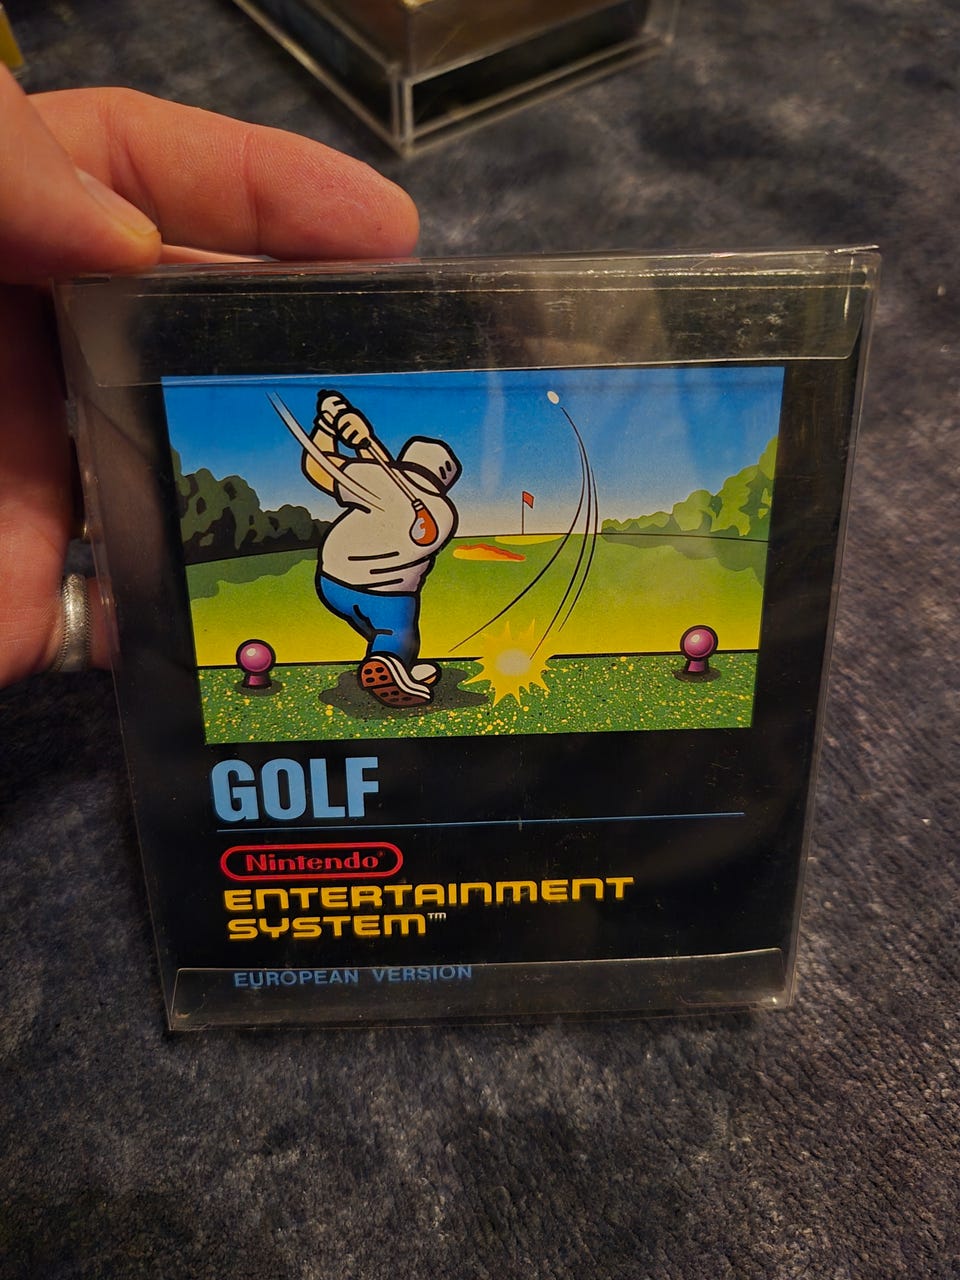 GOLF
Nintendo®
ENTERTAINMENT
SYSTEM™
EUROPEAN VERSION